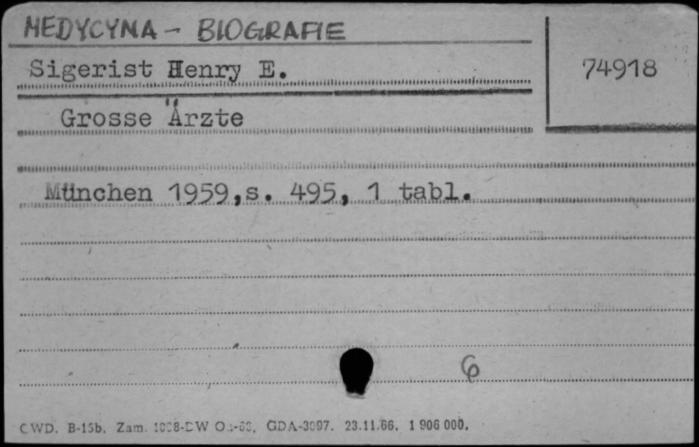 MEDYCYNA - BIOGRAFIE
Sigerist Henry E.
74918
Grosse Ärzte
München 1959,s. 495, 1 tabl.
6
CWD. B-15b. Zam. GDA-3097. 23.11.66. 1 906 000.